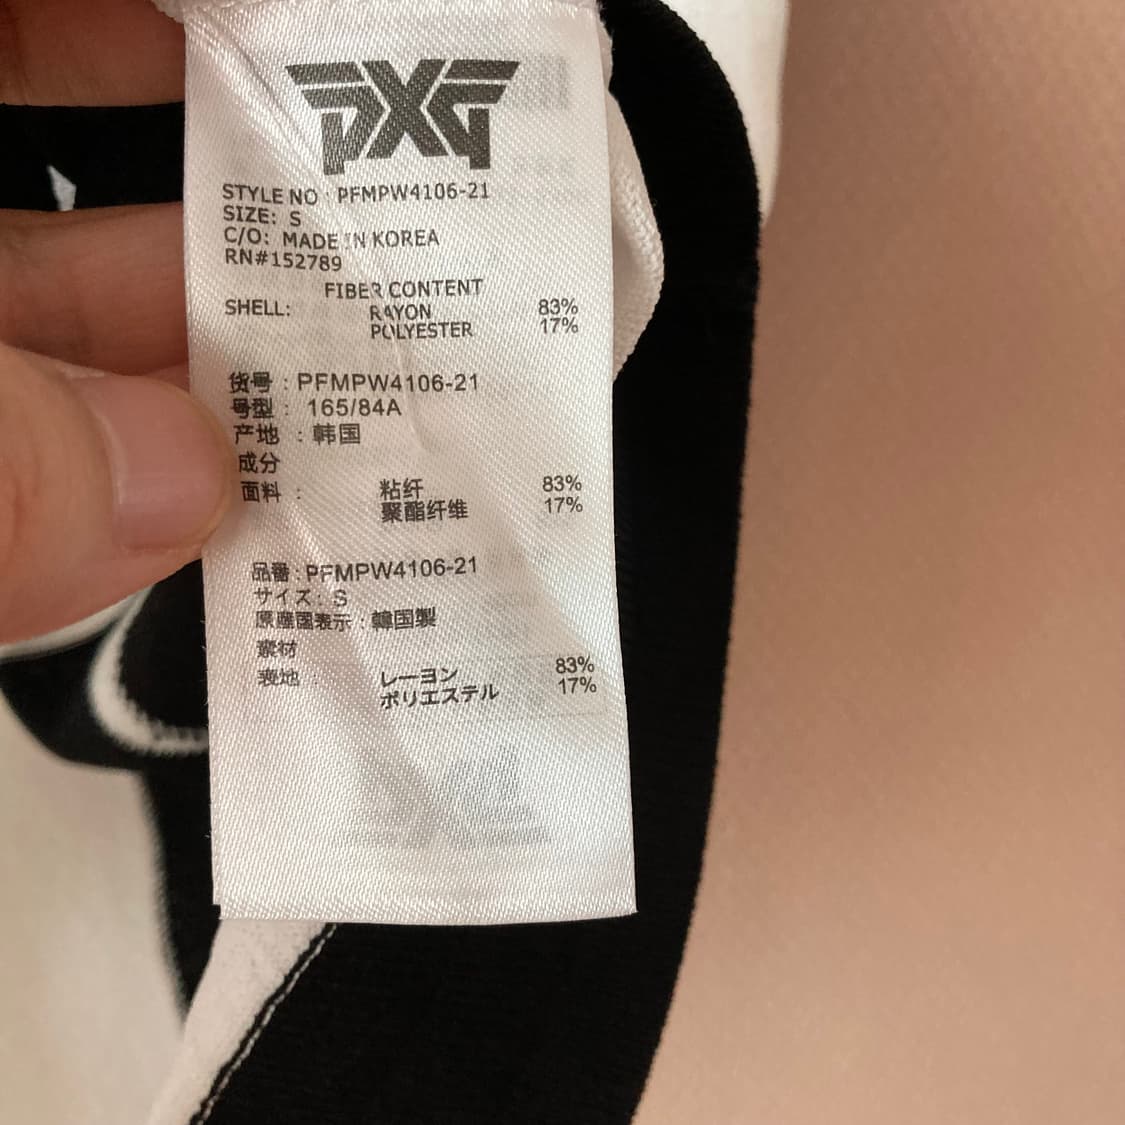 PXG
STYLE NO : PFMPW4106-21
SIZE: S
C/O: MADE IN KOREA
RN#152789
FIBER CONTENT
SHELL: RAYON 83%
POLYESTER 17%
货号 : PFMPW4106-21
号型 : 165/84A
产地 : 韩国
成分
面料 : 粘纤 83%
聚酯纤维 17%
品番 : PFMPW4106-21
サイズ : S
原産国表示 : 韓国製
素材
表地 : レーヨン 83%
ポリエステル 17%